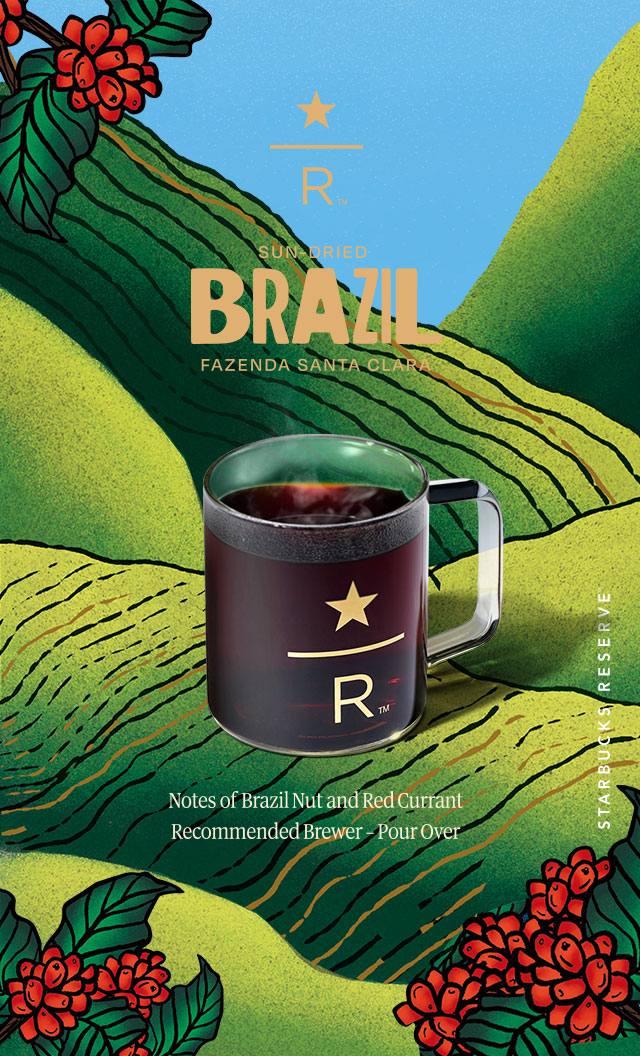 R™
SUN-DRIED
BRAZIL
FAZENDA SANTA CLARA
R™
STARBUCKS RESERVE
Notes of Brazil Nut and Red Currant
Recommended Brewer – Pour Over